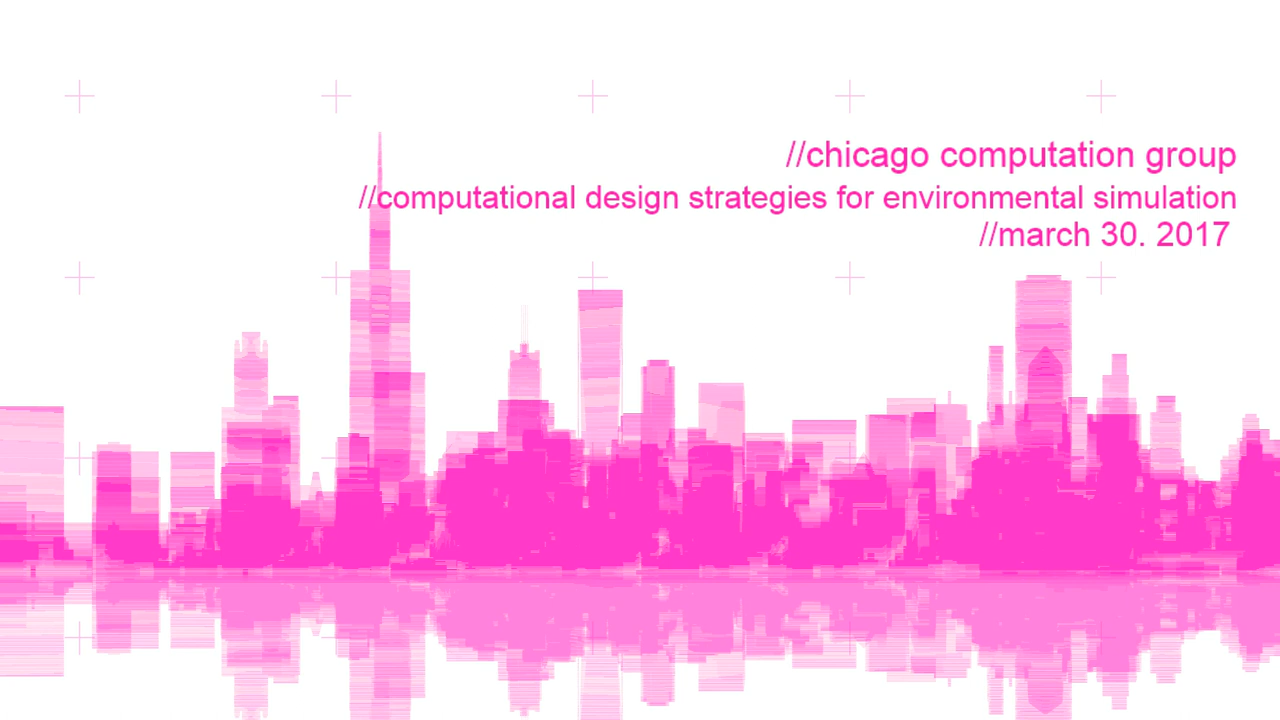 //chicago computation group
//computational design strategies for environmental simulation
//march 30. 2017